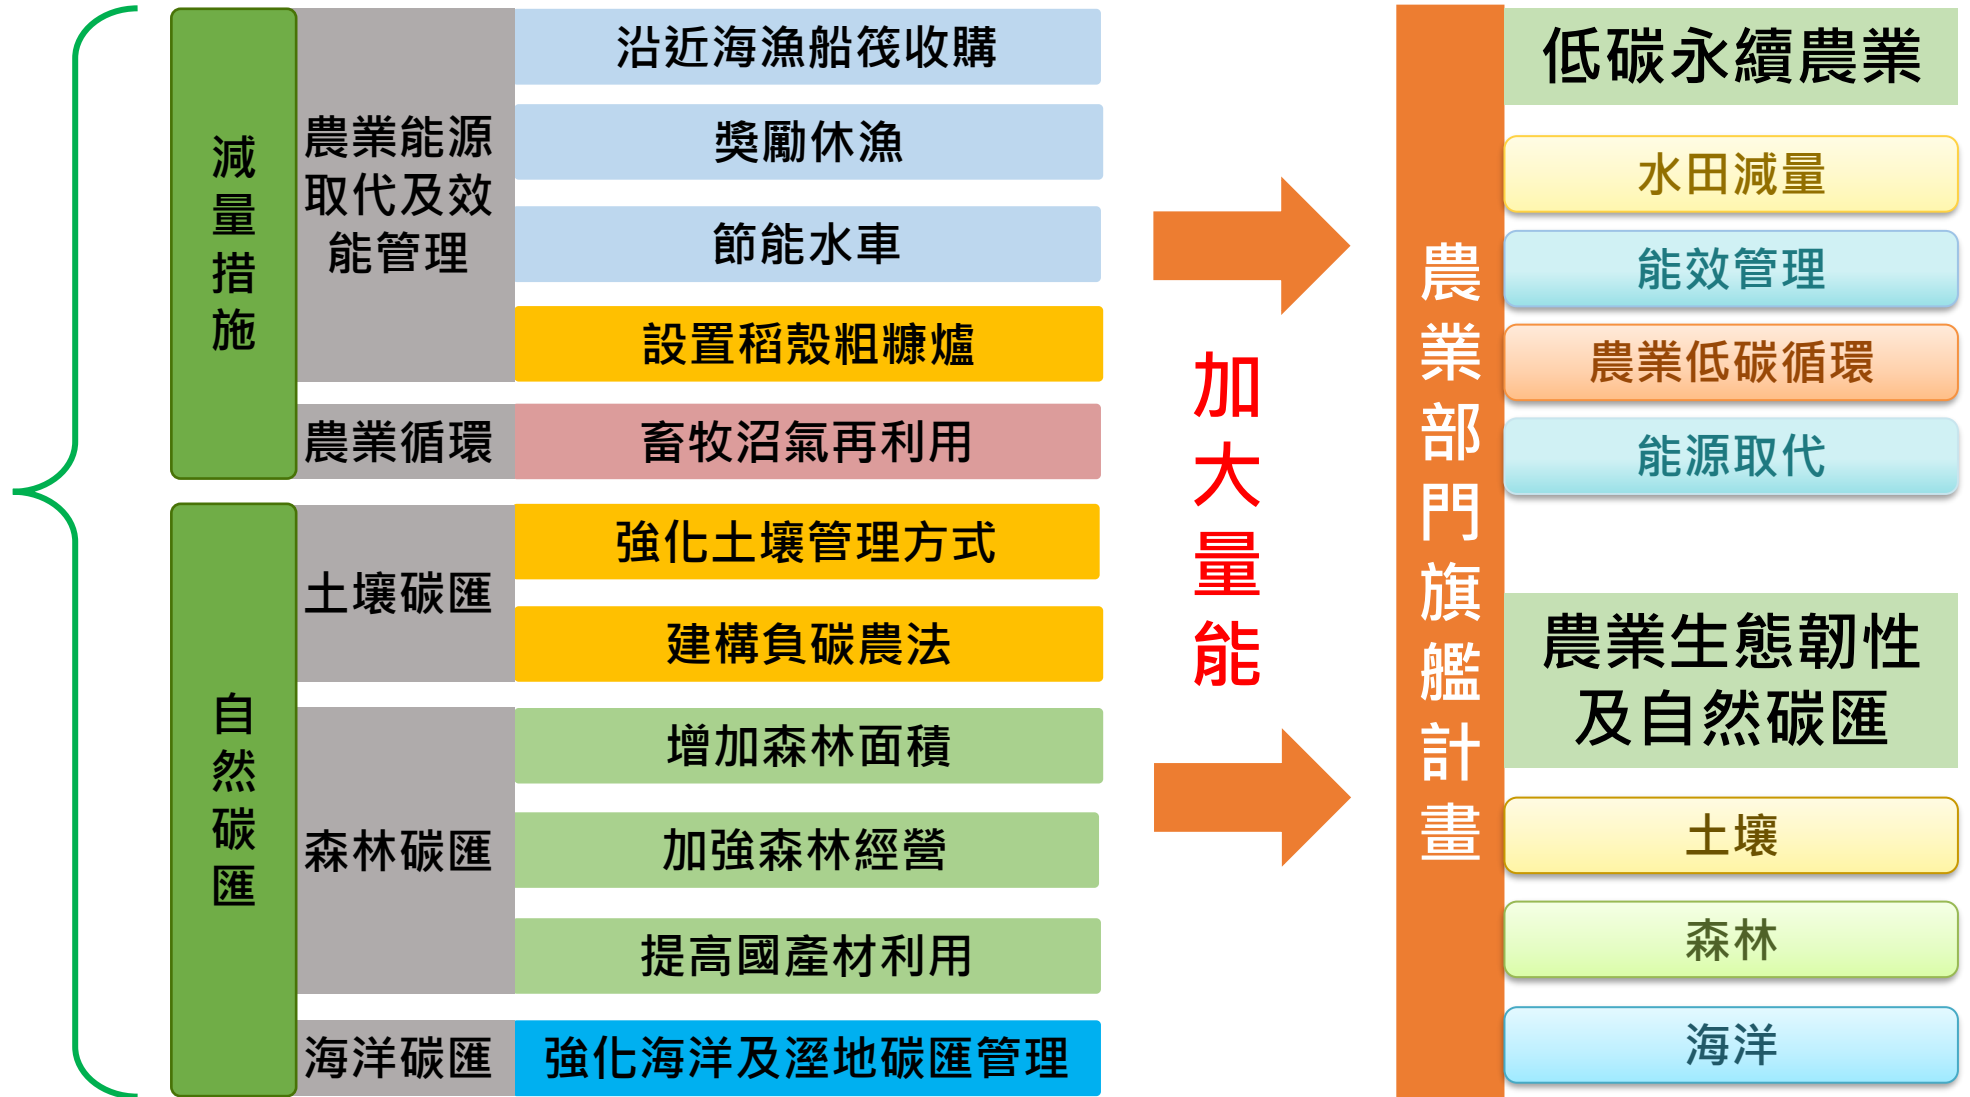 減量措施
農業能源
取代及效
能管理
沿近海漁船筏收購
獎勵休漁
節能水車
設置稻殼粗糠爐
農業循環
畜牧沼氣再利用
自然碳匯
土壤碳匯
強化土壤管理方式
建構負碳農法
森林碳匯
增加森林面積
加強森林經營
提高國產材利用
海洋碳匯
強化海洋及溼地碳匯管理
加大量能
農業部門旗艦計畫
低碳永續農業
水田減量
能效管理
農業低碳循環
能源取代
農業生態韌性
及自然碳匯
土壤
森林
海洋